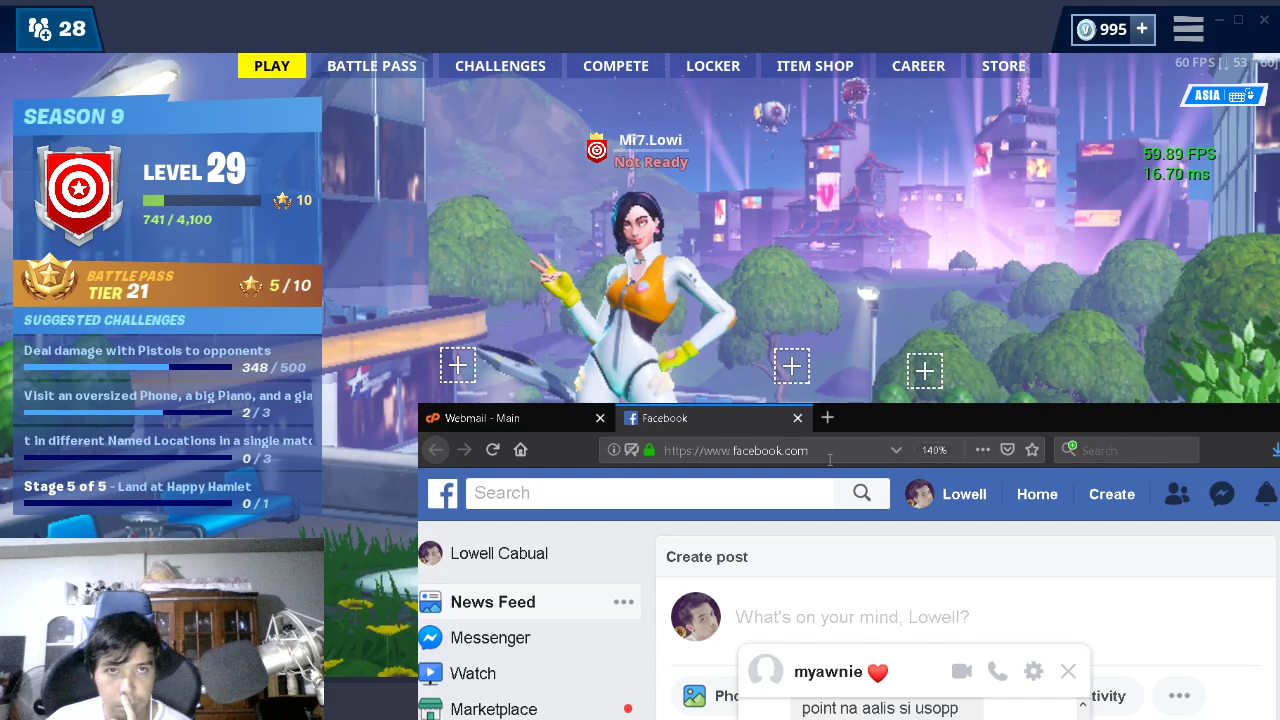 28
995 +
PLAY BATTLE PASS CHALLENGES COMPETE LOCKER ITEM SHOP CAREER STORE
60 FPS [↓ 53
60]
ASIA
SEASON 9
LEVEL 29
10
741 / 4,100
BATTLE PASS
TIER 21
5 / 10
SUGGESTED CHALLENGES
Deal damage with Pistols to opponents
348 / 500
Visit an oversized Phone, a big Piano, and a gia
2 / 3
t in different Named Locations in a single matc
0 / 3
Stage 5 of 5 - Land at Happy Hamlet
0 / 1
Mi7.Lowi
Not Ready
59.89 FPS
16.70 ms
Webmail - Main
Facebook
https://www.facebook.com
140%
Search
Search
Lowell Home Create
Lowell Cabual
News Feed
Messenger
Watch
Marketplace
Create post
What's on your mind, Lowell?
Pho
tivity
myawnie
point na aalis si usopp